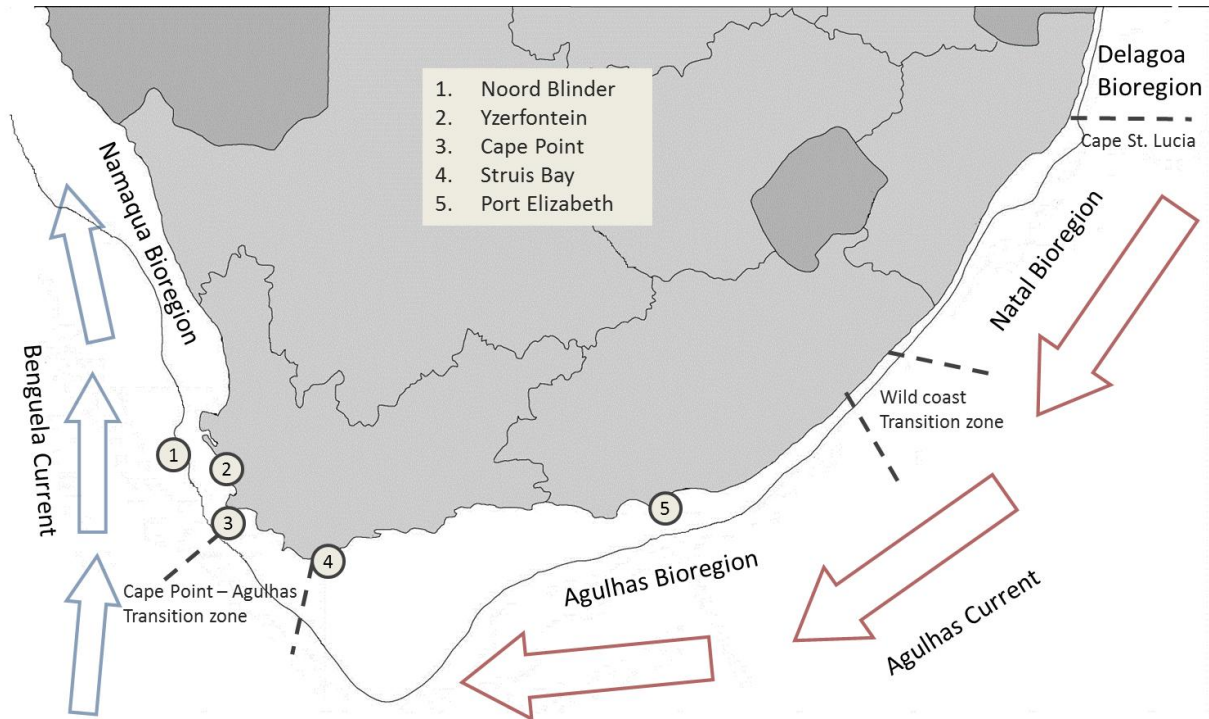 1. Noord Blinder
2. Yzerfontein
3. Cape Point
4. Struis Bay
5. Port Elizabeth
Delagoa
Bioregion
Cape St. Lucia
Namaqua Bioregion
Natal Bioregion
Benguela Current
Wild coast
Transition zone
1
2
3
4
5
Cape Point – Agulhas
Transition zone
Agulhas Bioregion
Agulhas Current